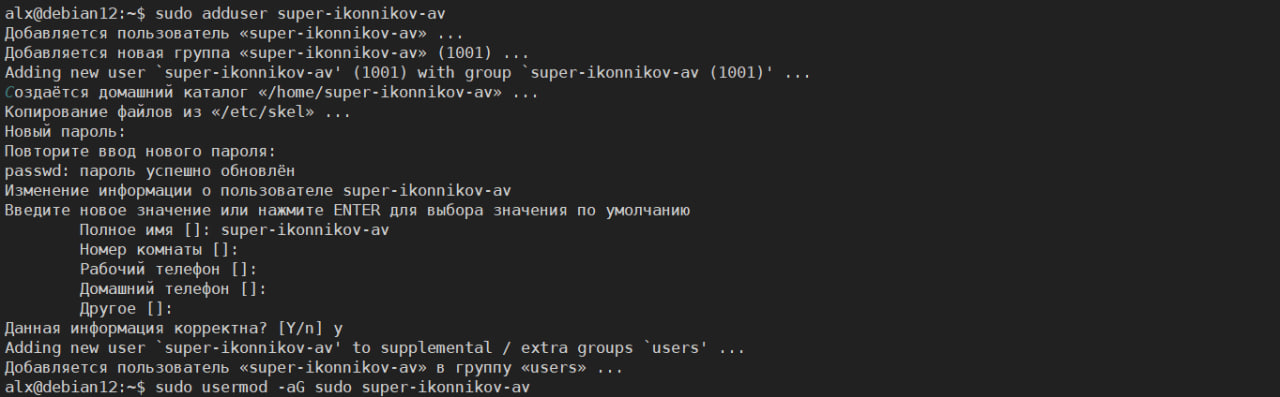 alx@debian12:~$ sudo adduser super-ikonnikov-av
Добавляется пользователь «super-ikonnikov-av» ...
Добавляется новая группа «super-ikonnikov-av» (1001) ...
Adding new user `super-ikonnikov-av' (1001) with group `super-ikonnikov-av (1001)' ...
Создаётся домашний каталог «/home/super-ikonnikov-av» ...
Копирование файлов из «/etc/skel» ...
Новый пароль:
Повторите ввод нового пароля:
passwd: пароль успешно обновлён
Изменение информации о пользователе super-ikonnikov-av
Введите новое значение или нажмите ENTER для выбора значения по умолчанию
        Полное имя []: super-ikonnikov-av
        Номер комнаты []:
        Рабочий телефон []:
        Домашний телефон []:
        Другое []:
Данная информация корректна? [Y/n] y
Adding new user `super-ikonnikov-av' to supplemental / extra groups `users' ...
Добавляется пользователь «super-ikonnikov-av» в группу «users» ...
alx@debian12:~$ sudo usermod -aG sudo super-ikonnikov-av